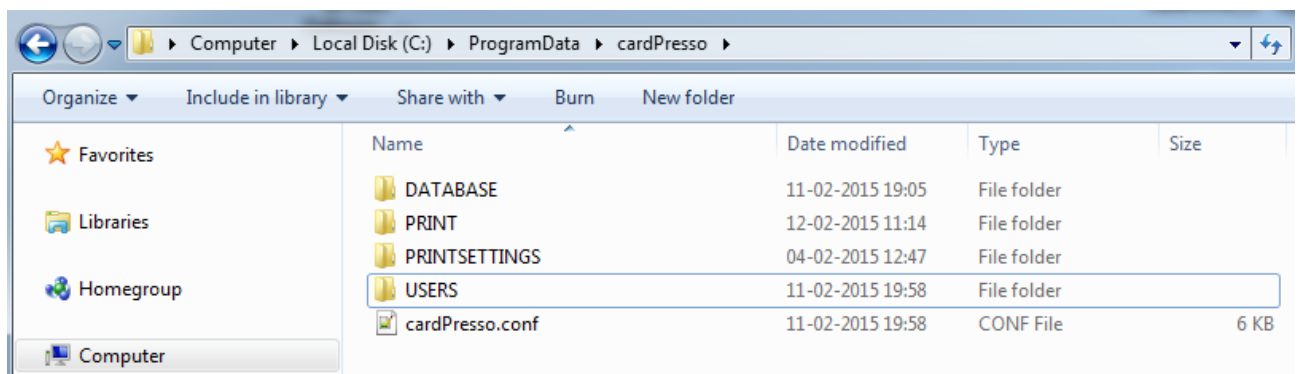 Computer Local Disk (C:) ProgramData cardPresso
Organize Include in library Share with Burn New folder
Favorites
Libraries
Homegroup
Computer
Name Date modified Type Size
DATABASE 11-02-2015 19:05 File folder
PRINT 12-02-2015 11:14 File folder
PRINTSETTINGS 04-02-2015 12:47 File folder
USERS 11-02-2015 19:58 File folder
cardPresso.conf 11-02-2015 19:58 CONF File 6 KB